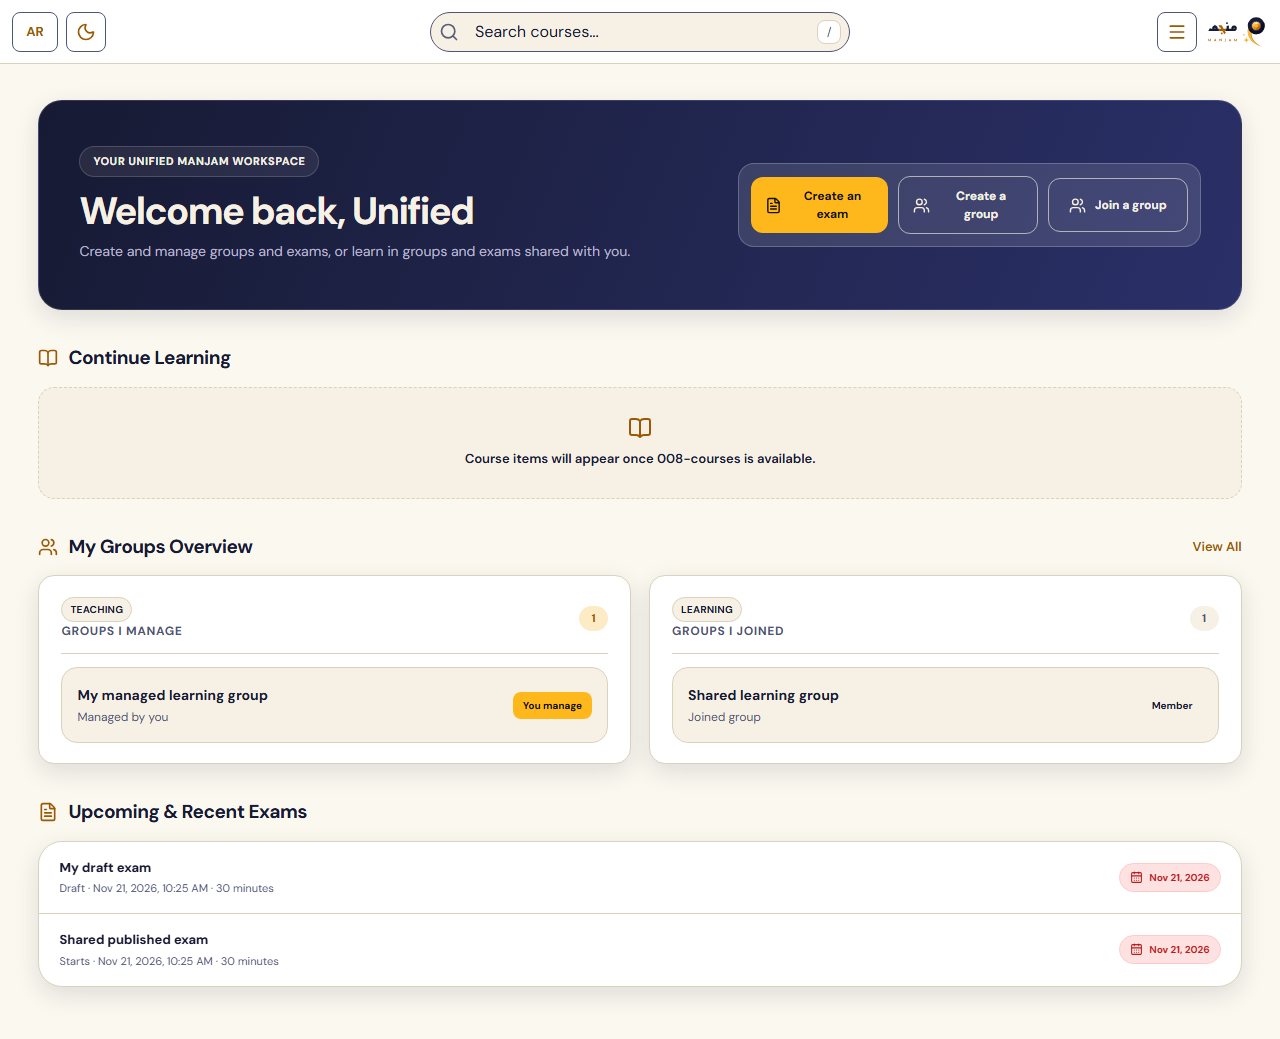 AR
Search courses...
/
منجم
MANJAM
YOUR UNIFIED MANJAM WORKSPACE
Welcome back, Unified
Create and manage groups and exams, or learn in groups and exams shared with you.
Create an
exam
Create a
group
Join a group
Continue Learning
Course items will appear once 008-courses is available.
My Groups Overview
View All
TEACHING
GROUPS I MANAGE
1
My managed learning group
Managed by you
You manage
LEARNING
GROUPS I JOINED
1
Shared learning group
Joined group
Member
Upcoming & Recent Exams
My draft exam
Draft · Nov 21, 2026, 10:25 AM · 30 minutes
Nov 21, 2026
Shared published exam
Starts · Nov 21, 2026, 10:25 AM · 30 minutes
Nov 21, 2026